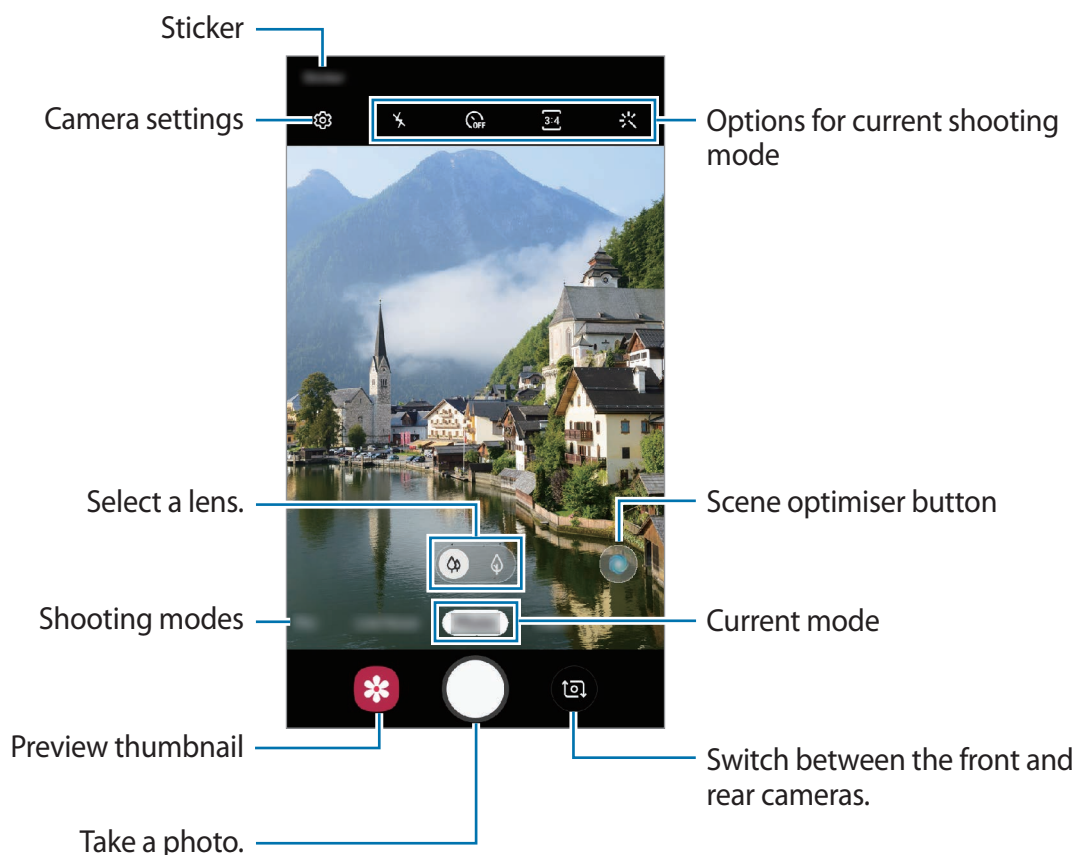 Sticker
Camera settings
OFF
3:4
Options for current shooting
mode
Select a lens.
Scene optimiser button
Shooting modes
Current mode
Preview thumbnail
Switch between the front and
rear cameras.
Take a photo.